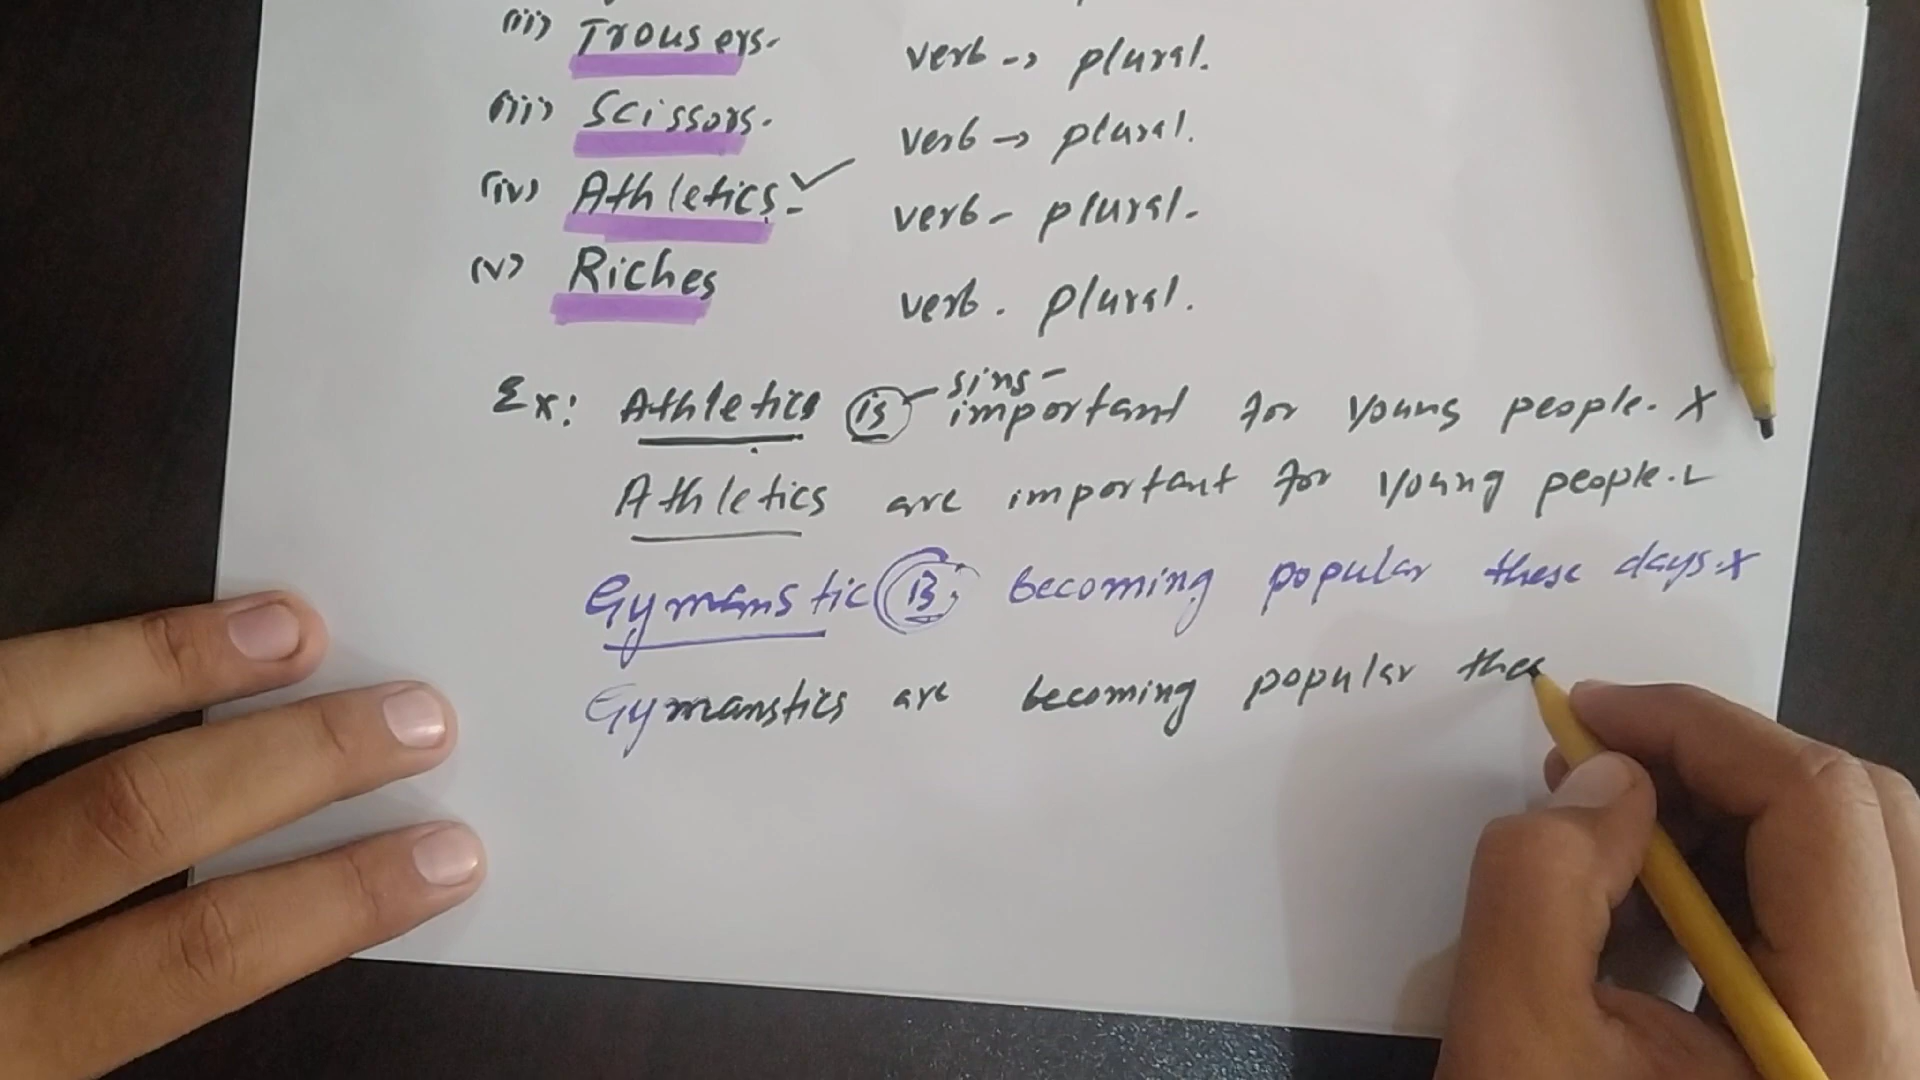 (ii) Trousers. verb -> plural.
(iii) Scissors. verb -> plural.
(iv) Athletics - ✓ verb - plural.
(v) Riches verb. plural.
sing -
Ex: Athletics is important for young people. X
Athletics are important for young people. ✓
Gymanstic is becoming popular these days. x
Gymanstics are becoming popular thes